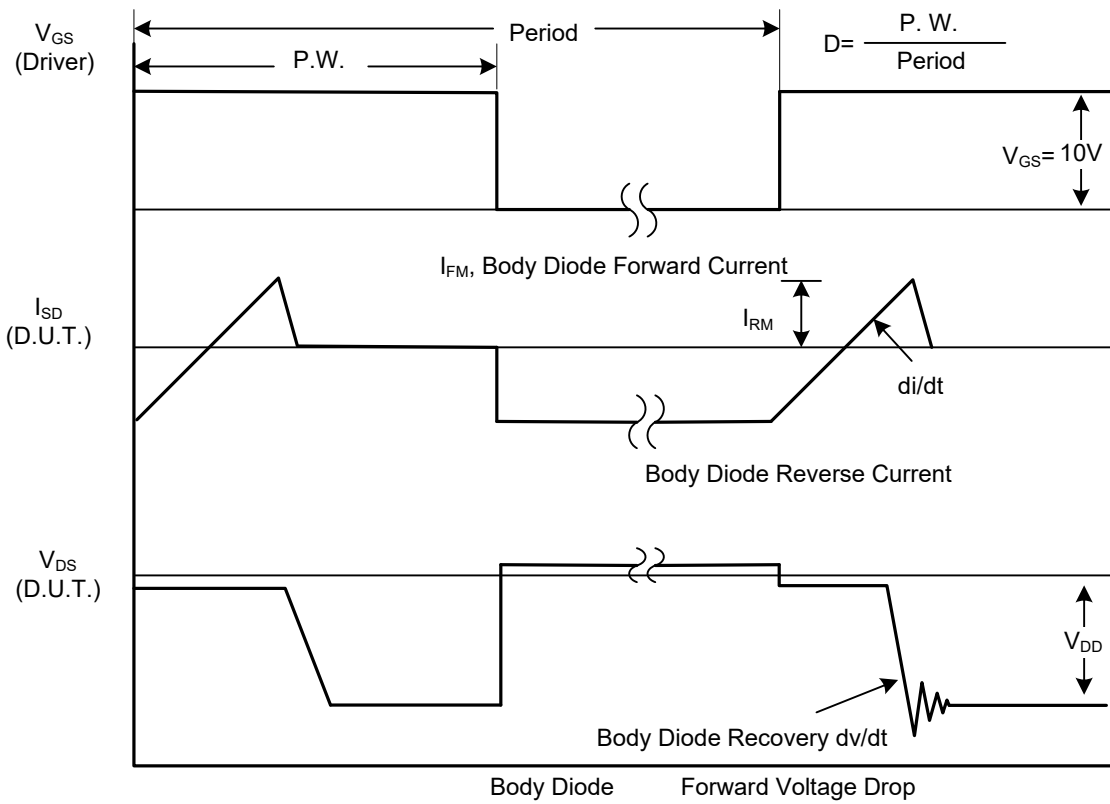 V_GS
(Driver)
Period
P.W.
D= P. W.
Period
V_GS= 10V
I_FM, Body Diode Forward Current
I_SD
(D.U.T.)
I_RM
di/dt
Body Diode Reverse Current
V_DS
(D.U.T.)
V_DD
Body Diode Recovery dv/dt
Body Diode Forward Voltage Drop